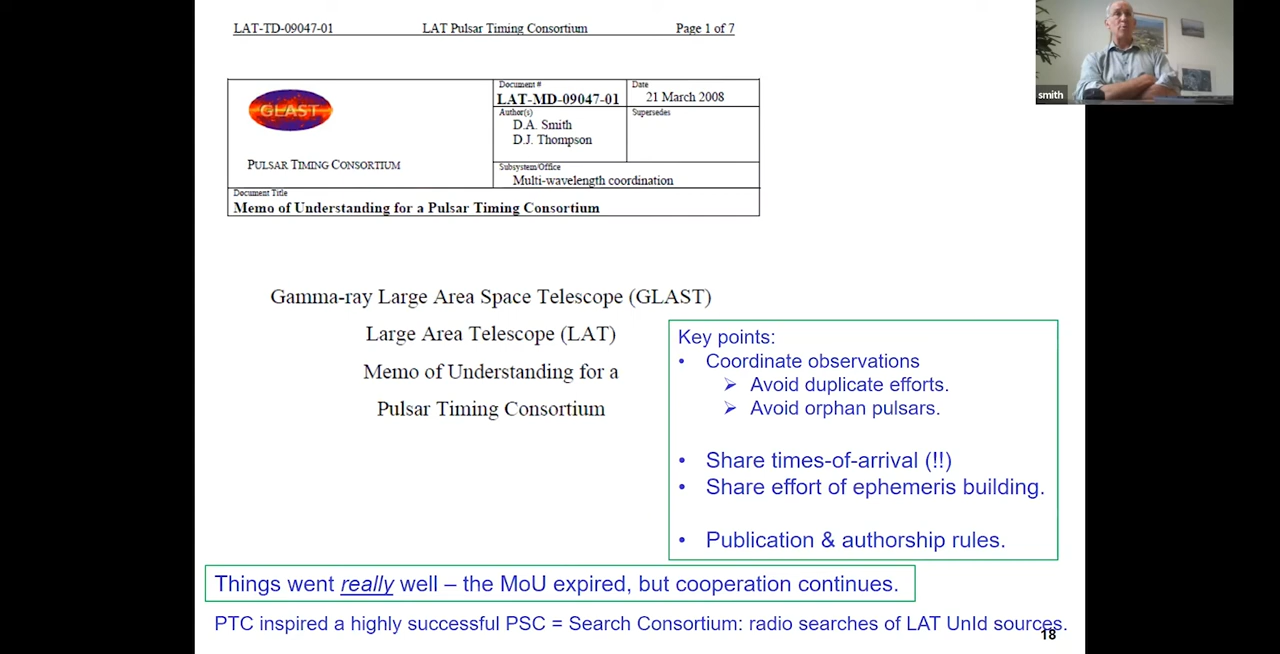 LAT-TD-09047-01 LAT Pulsar Timing Consortium Page 1 of 7
smith
GLAST
PULSAR TIMING CONSORTIUM
Document #
LAT-MD-09047-01
Date
21 March 2008
Author(s)
D.A. Smith
D.J. Thompson
Supersedes
Subsystem/Office
Multi-wavelength coordination
Document Title
Memo of Understanding for a Pulsar Timing Consortium
Gamma-ray Large Area Space Telescope (GLAST)
Large Area Telescope (LAT)
Memo of Understanding for a
Pulsar Timing Consortium
Key points:
• Coordinate observations
➢ Avoid duplicate efforts.
➢ Avoid orphan pulsars.
• Share times-of-arrival (!!)
• Share effort of ephemeris building.
• Publication & authorship rules.
Things went really well – the MoU expired, but cooperation continues.
PTC inspired a highly successful PSC = Search Consortium: radio searches of LAT UnId sources.
18